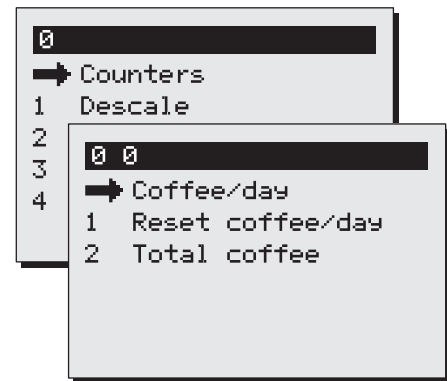 0
Counters
1 Descale
2
3
4
0 0
Coffee/day
1 Reset coffee/day
2 Total coffee